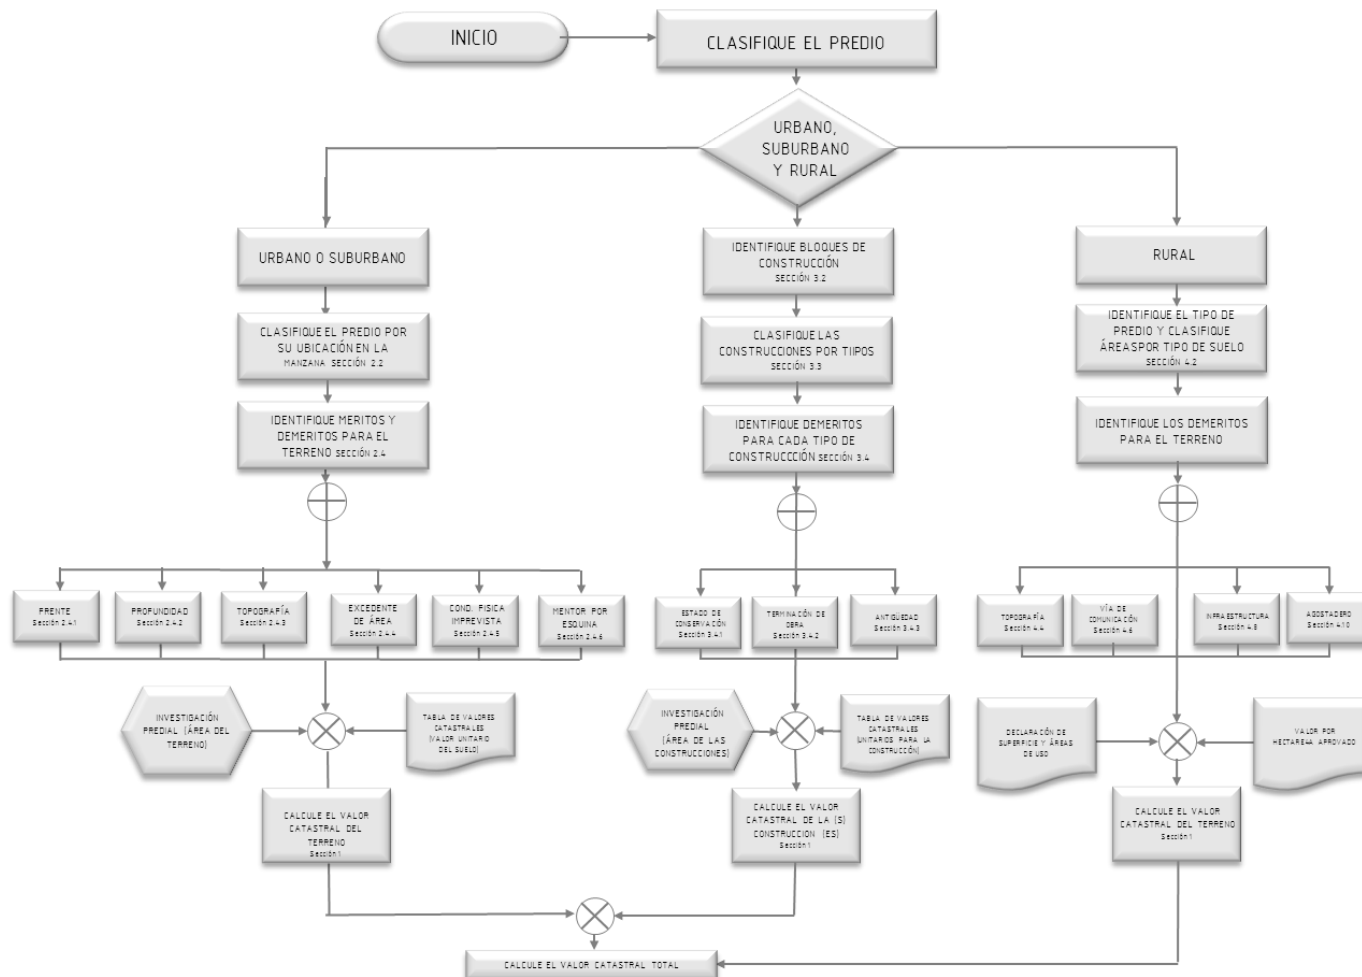 INICIO
CLASIFIQUE EL PREDIO
URBANO,
SUBURBANO
Y RURAL
URBANO O SUBURBANO
CLASIFIQUE EL PREDIO POR
SU UBICACIÓN EN LA
MANZANA SECCIÓN 2.2
IDENTIFIQUE MERITOS Y
DEMERITOS PARA EL
TERRENO SECCIÓN 2.4
IDENTIFIQUE BLOQUES DE
CONSTRUCCIÓN
SECCIÓN 3.2
CLASIFIQUE LAS
CONSTRUCCIONES POR TIIPOS
SECCIÓN 3.3
IDENTIFIQUE DEMERITOS
PARA CADA TIPO DE
CONSTRUCCCIÓN SECCIÓN 3.4
RURAL
IDENTIFIQUE EL TIPO DE
PREDIO Y CLASIFIQUE
ÁREASPOR TIPO DE SUELO
SECCIÓN 4.2
IDENTIFIQUE LOS DEMERITOS
PARA EL TERRENO
FRENTE
Sección 2.4.1
PROFUNDIDAD
Sección 2.4.2
TOPOGRAFÍA
Sección 2.4.3
EXCEDENTE
DE ÁREA
Sección 2.4.4
COND. FISICA
IMPREVISTA
Sección 2.4.5
MENTOR POR
ESQUINA
Sección 2.4.6
ESTADO DE
CONSERVACIÓN
Sección 3.4.1
TERMINACIÓN DE
OBRA
Sección 3.4.2
ANTIGÜEDAD
Sección 3.4.3
TOPOGRAFÍA
Sección 4.4
VÍA DE
COMUNICACIÓN
Sección 4.6
INFRAESTRUCTURA
Sección 4.8
AGOSTADERO
Sección 4.10
INVESTIGACIÓN
PREDIAL (ÁREA DEL
TERRENO)
TABLA DE VALORES
CATASTRALES
(VALOR UNITARIO
DEL SUELO)
INVESTIGACIÓN
PREDIAL
(ÁREA DE LAS
CONSTRUCCIONES)
TABLA DE VALORES
CATASTRALES
(UNITARIOS PARA LA
CONSTRUCCIÓN)
DECLARACIÓN DE
SUPERFICIE Y ÁREAS
DE USO
VALOR POR
HECTARE4A APROVADO
CALCULE EL VALOR
CATASTRAL DEL
TERRENO
Sección 1
CALCULE EL VALOR
CATASTRAL DE LA (S)
CONSTRUCCION (ES)
Sección 1
CALCULE EL VALOR
CATASTRAL DEL TERRENO
Sección 1
CALCULE EL VALOR CATASTRAL TOTAL